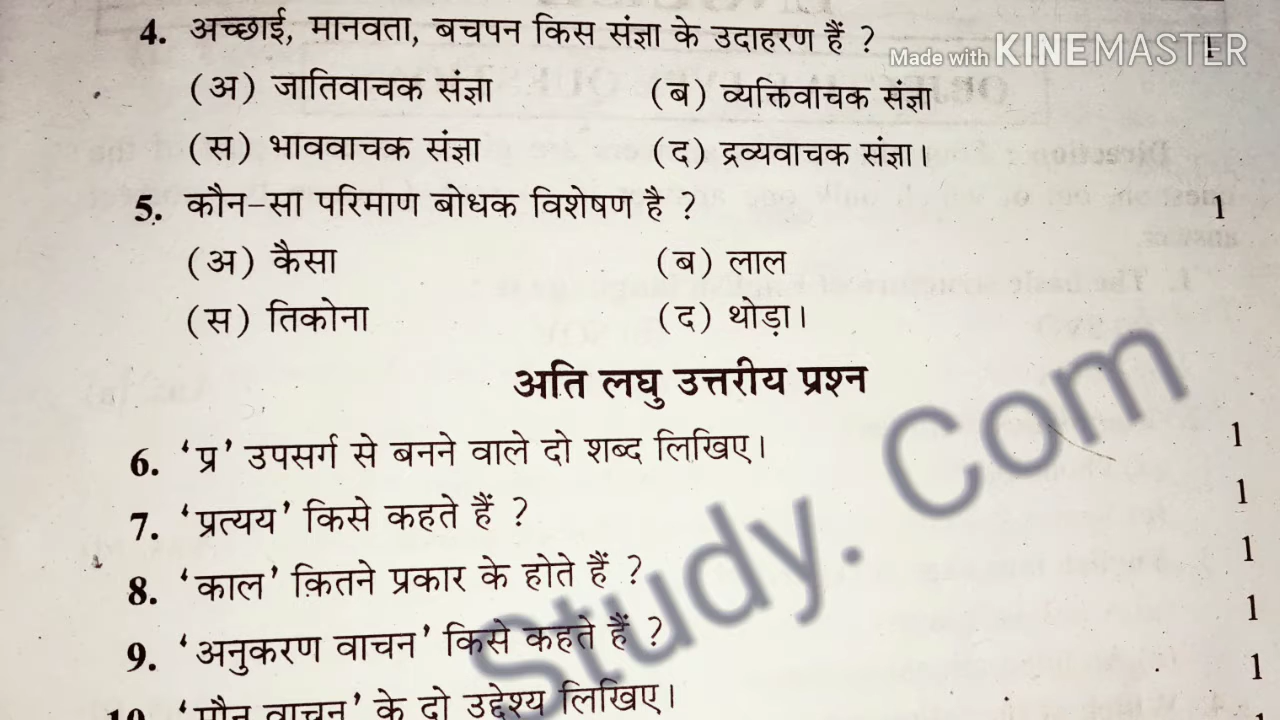 4. अच्छाई, मानवता, बचपन किस संज्ञा के उदाहरण हैं ? 1
Made with KINEMASTER
(अ) जातिवाचक संज्ञा (ब) व्यक्तिवाचक संज्ञा
(स) भाववाचक संज्ञा (द) द्रव्यवाचक संज्ञा।
5. कौन-सा परिमाण बोधक विशेषण है ? 1
(अ) कैसा (ब) लाल
(स) तिकोना (द) थोड़ा।
अति लघु उत्तरीय प्रश्न
6. ‘प्र’ उपसर्ग से बनने वाले दो शब्द लिखिए। 1
7. ‘प्रत्यय’ किसे कहते हैं ? 1
8. ‘काल’ कितने प्रकार के होते हैं ? 1
9. ‘अनुकरण वाचन’ किसे कहते हैं ? 1
10. ‘मौन वाचन’ के दो उद्देश्य लिखिए। 1
Study. Com